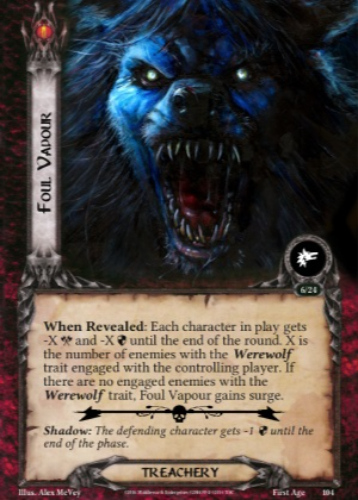 FOUL VAPOUR
6/24
When Revealed: Each character in play gets
-X and -X until the end of the round. X is
the number of enemies with the Werewolf
trait engaged with the controlling player. If
there are no engaged enemies with the
Werewolf trait, Foul Vapour gains surge.
Shadow: The defending character gets -1 until the
end of the phase.
TREACHERY
Illus. Alex McVey
First Age
104